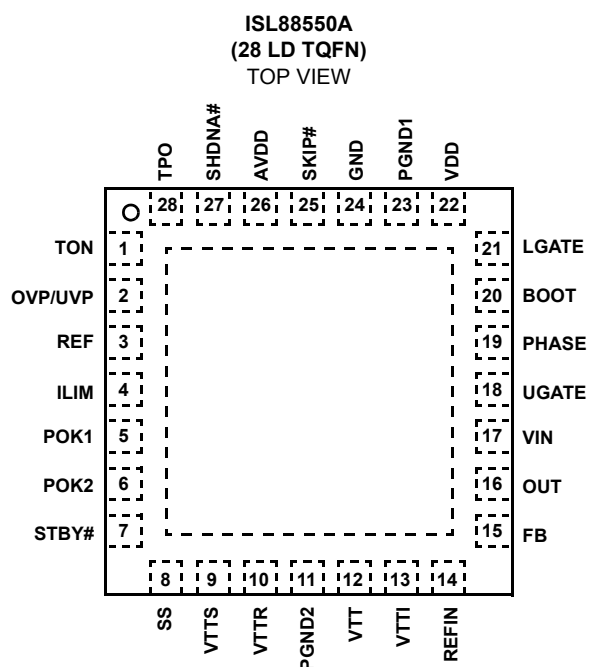 ISL88550A
(28 LD TQFN)
TOP VIEW
TPO
SHDNA#
AVDD
SKIP#
GND
PGND1
VDD
28 27 26 25 24 23 22
TON 1 21 LGATE
OVP/UVP 2 20 BOOT
REF 3 19 PHASE
ILIM 4 18 UGATE
POK1 5 17 VIN
POK2 6 16 OUT
STBY# 7 15 FB
8 9 10 11 12 13 14
SS
VTTS
VTTR
PGND2
VTT
VTTI
REFIN